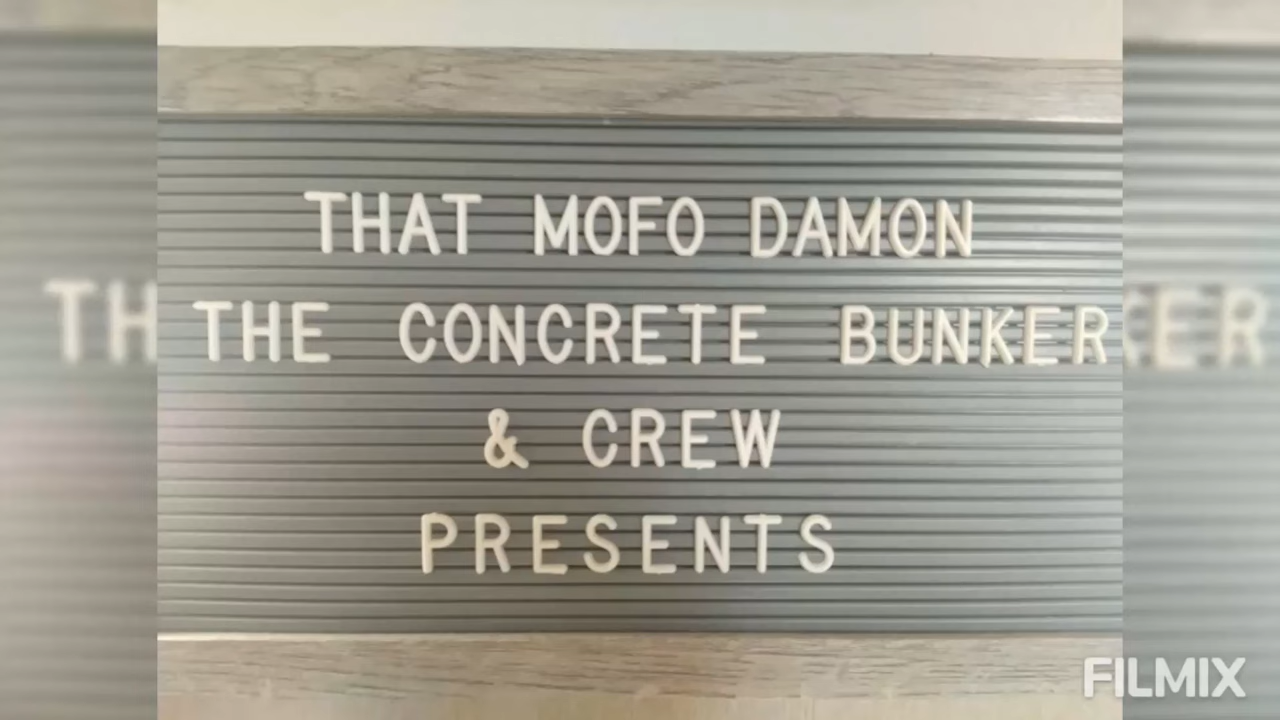 THAT MOFO DAMON
THE CONCRETE BUNKER
& CREW
PRESENTS
FILMIX